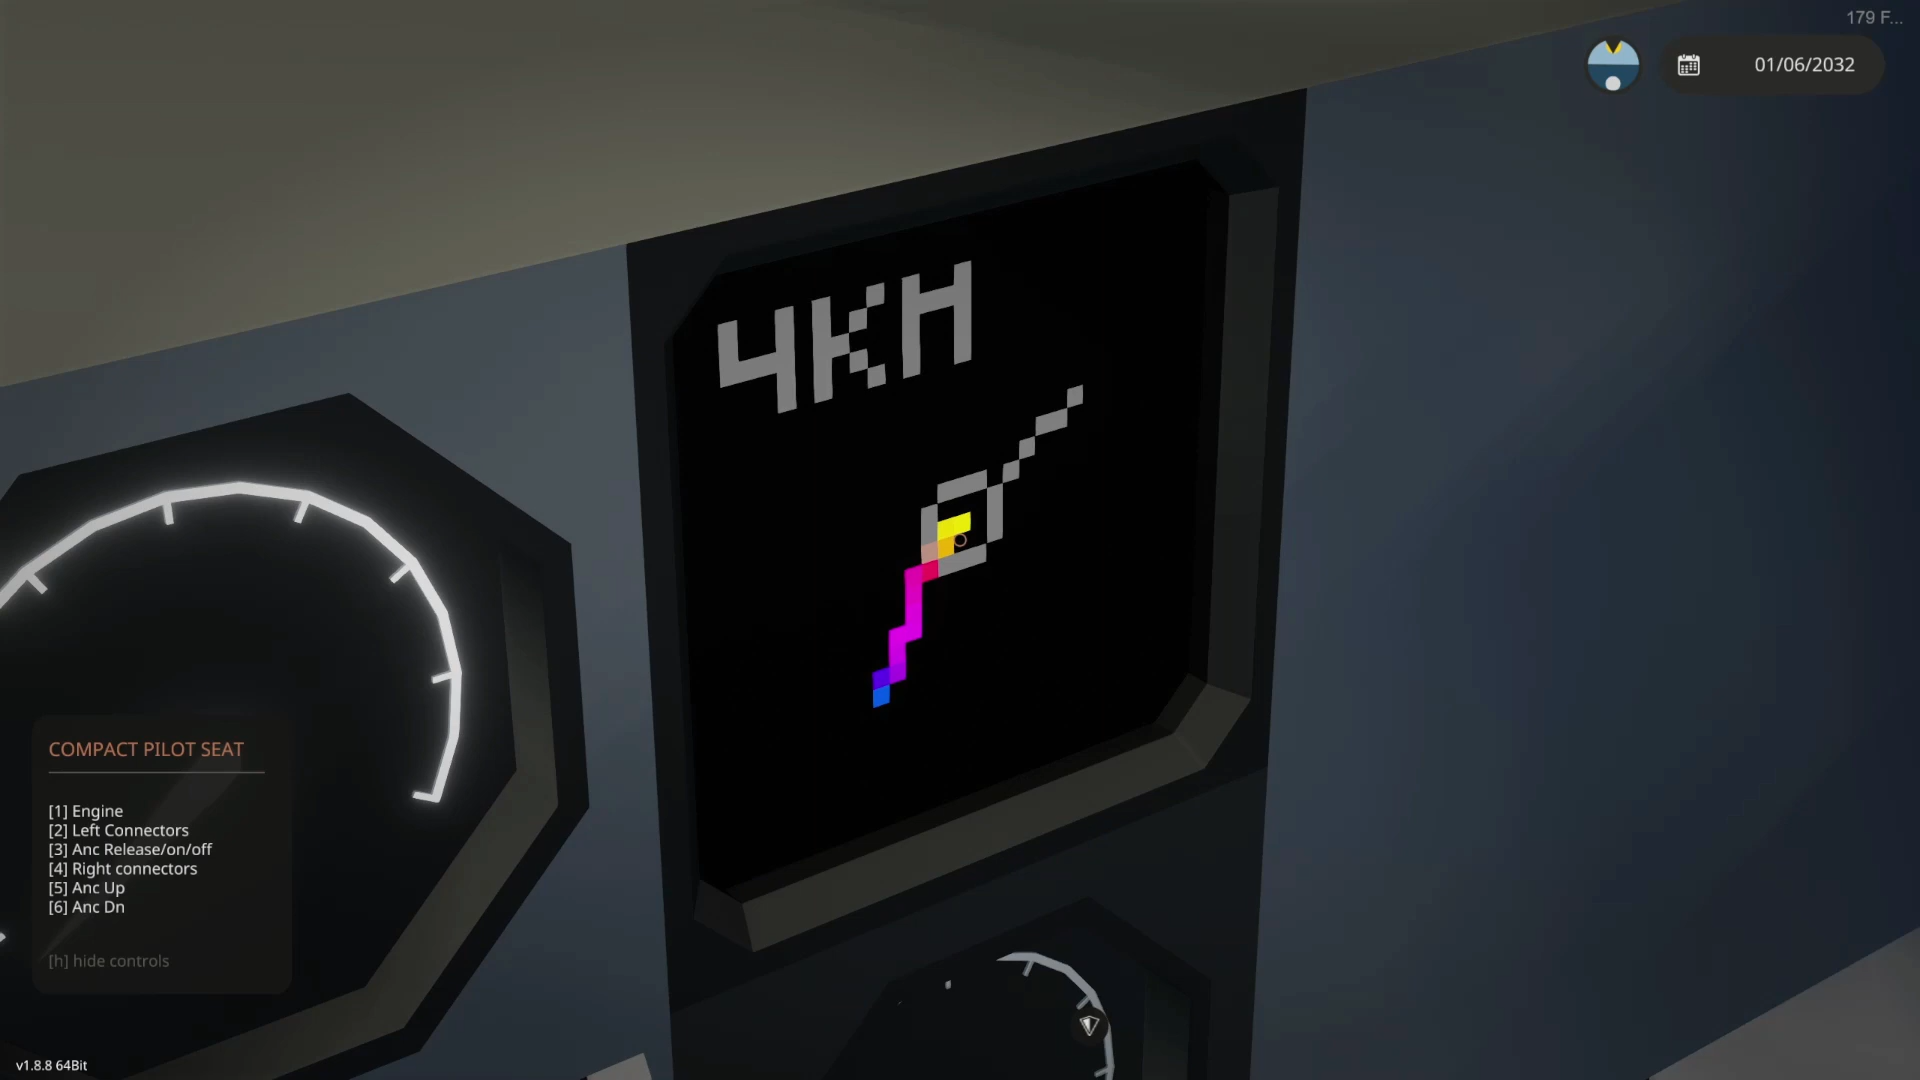 179 F...
01/06/2032
4KM
COMPACT PILOT SEAT
[1] Engine
[2] Left Connectors
[3] Anc Release/on/off
[4] Right connectors
[5] Anc Up
[6] Anc Dn
[h] hide controls
v1.8.8 64Bit